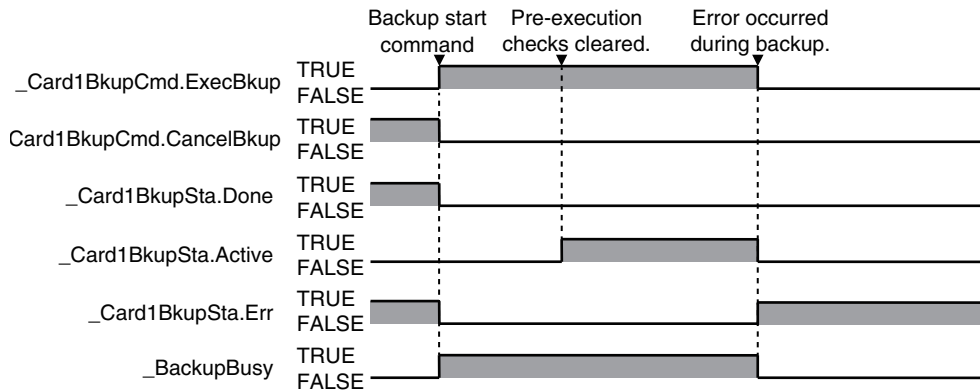 Backup start command
Pre-execution checks cleared.
Error occurred during backup.
_Card1BkupCmd.ExecBkup
TRUE
FALSE
Card1BkupCmd.CancelBkup
TRUE
FALSE
_Card1BkupSta.Done
TRUE
FALSE
_Card1BkupSta.Active
TRUE
FALSE
_Card1BkupSta.Err
TRUE
FALSE
_BackupBusy
TRUE
FALSE